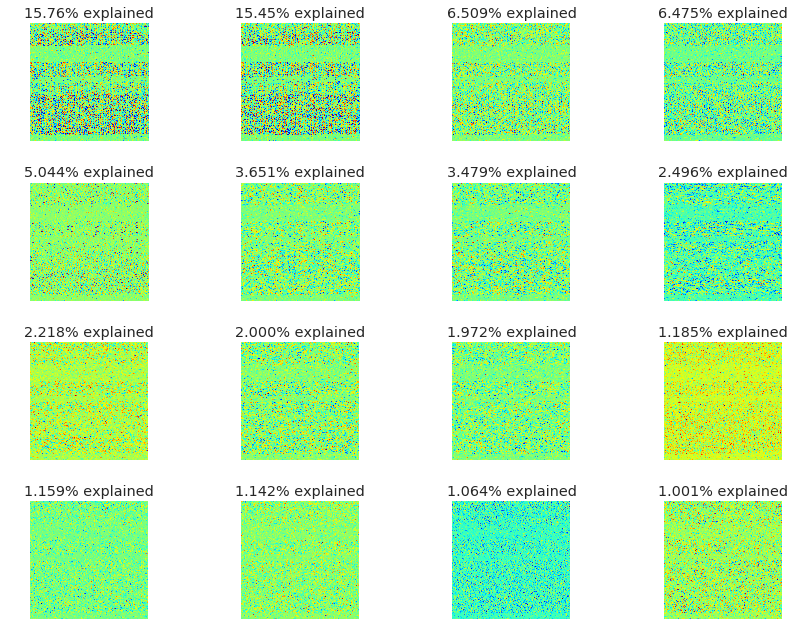 15.76% explained
15.45% explained
6.509% explained
6.475% explained
5.044% explained
3.651% explained
3.479% explained
2.496% explained
2.218% explained
2.000% explained
1.972% explained
1.185% explained
1.159% explained
1.142% explained
1.064% explained
1.001% explained